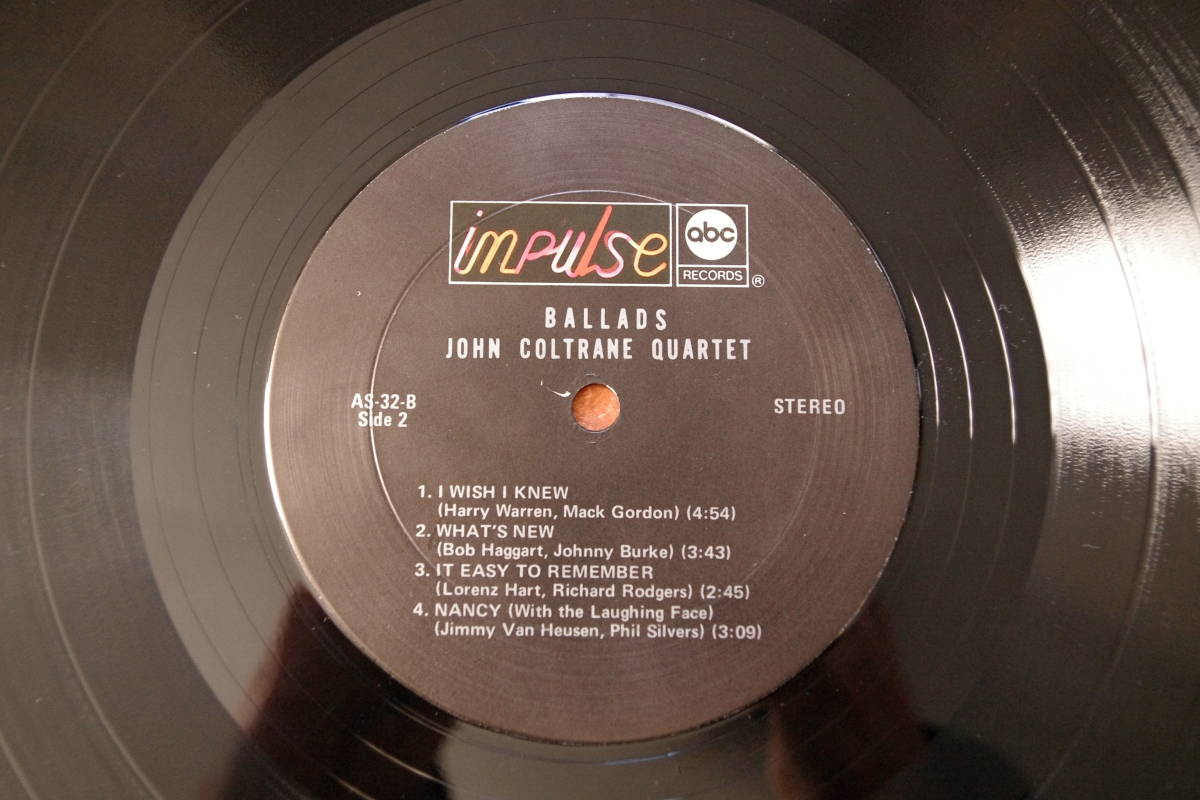 impulse
abc
RECORDS
®
BALLADS
JOHN COLTRANE QUARTET
AS-32-B
Side 2
STEREO
1. I WISH I KNEW
(Harry Warren, Mack Gordon) (4:54)
2. WHAT'S NEW
(Bob Haggart, Johnny Burke) (3:43)
3. IT EASY TO REMEMBER
(Lorenz Hart, Richard Rodgers) (2:45)
4. NANCY (With the Laughing Face)
(Jimmy Van Heusen, Phil Silvers) (3:09)